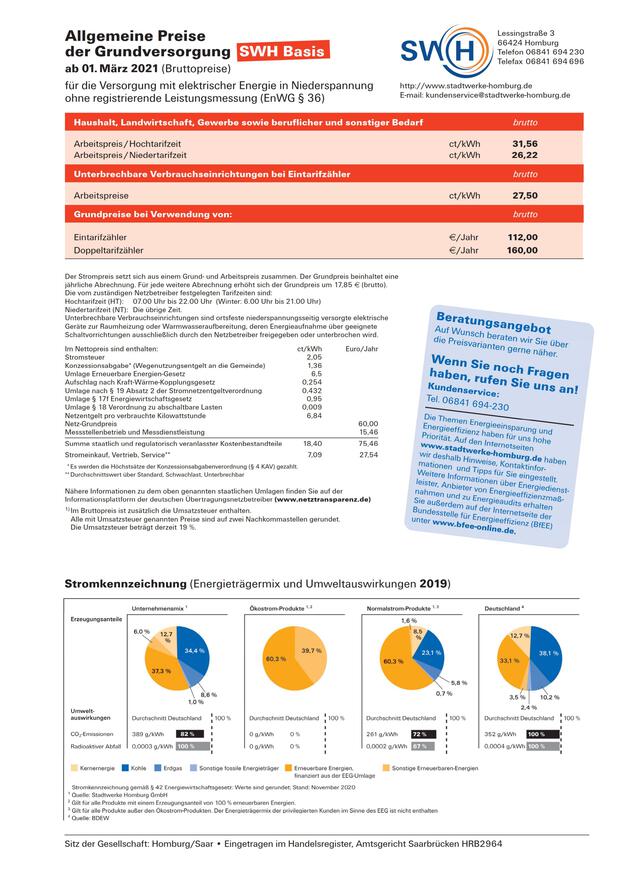 Allgemeine Preise
der Grundversorgung SWH Basis
ab 01. März 2021 (Bruttopreise)
für die Versorgung mit elektrischer Energie in Niederspannung
ohne registrierende Leistungsmessung (EnWG § 36)
SWH
Lessingstraße 3
66424 Homburg
Telefon 06841 694 230
Telefax 06841 694 696
http://www.stadtwerke-homburg.de
E-mail: kundenservice@stadtwerke-homburg.de
Haushalt, Landwirtschaft, Gewerbe sowie beruflicher und sonstiger Bedarf brutto
Arbeitspreis/Hochtarifzeit ct/kWh 31,56
Arbeitspreis/Niedertarifzeit ct/kWh 26,22
Unterbrechbare Verbrauchseinrichtungen bei Eintarifzähler brutto
Arbeitspreise ct/kWh 27,50
Grundpreise bei Verwendung von: brutto
Eintarifzähler €/Jahr 112,00
Doppeltarifzähler €/Jahr 160,00
Der Strompreis setzt sich aus einem Grund- und Arbeitspreis zusammen. Der Grundpreis beinhaltet eine
jährliche Abrechnung. Für jede weitere Abrechnung erhöht sich der Grundpreis um 17,85 € (brutto).
Die vom zuständigen Netzbetreiber festgelegten Tarifzeiten sind:
Hochtarifzeit (HT): 07.00 Uhr bis 22.00 Uhr (Winter: 6.00 Uhr bis 21.00 Uhr)
Niedertarifzeit (NT): Die übrige Zeit.
Unterbrechbare Verbrauchseinrichtungen sind ortsfeste niederspannungsseitig versorgte elektrische
Geräte zur Raumheizung oder Warmwasseraufbereitung, deren Energieaufnahme über geeignete
Schaltvorrichtungen ausschließlich durch den Netzbetreiber freigegeben oder unterbrochen wird.
Im Nettopreis sind enthalten: ct/kWh Euro/Jahr
Stromsteuer 2,05
Konzessionsabgabe* (Wegenutzungsentgelt an die Gemeinde) 1,36
Umlage Erneuerbare Energien-Gesetz 6,5
Aufschlag nach Kraft-Wärme-Kopplungsgesetz 0,254
Umlage nach § 19 Absatz 2 der Stromnetzentgeltverordnung 0,432
Umlage § 17f Energiewirtschaftsgesetz 0,95
Umlage § 18 Verordnung zu abschaltbare Lasten 0,009
Netzentgelt pro verbrauchte Kilowattstunde 6,84
Netz-Grundpreis 60,00
Messstellenbetrieb und Messdienstleistung 15,46
Summe staatlich und regulatorisch veranlasster Kostenbestandteile 18,40 75,46
Stromeinkauf, Vertrieb, Service** 7,09 27,54
* Es werden die Höchstsätze der Konzessionsabgabenverordnung (§ 4 KAV) gezahlt.
** Durchschnittswert über Standard, Schwachlast, Unterbrechbar
Nähere Informationen zu dem oben genannten staatlichen Umlagen finden Sie auf der
Informationsplattform der deutschen Übertragungsnetzbetreiber (www.netztransparenz.de)
1) Im Bruttopreis ist zusätzlich die Umsatzsteuer enthalten.
Alle mit Umsatzsteuer genannten Preise sind auf zwei Nachkommastellen gerundet.
Die Umsatzsteuer beträgt derzeit 19 %.
Beratungsangebot
Auf Wunsch beraten wir Sie über
die Preisvarianten gerne näher.
Wenn Sie noch Fragen
haben, rufen Sie uns an!
Kundenservice:
Tel. 06841 694-230
Die Themen Energieeinsparung und
Energieeffizienz haben für uns hohe
Priorität. Auf den Internetseiten
www.stadtwerke-homburg.de haben
wir deshalb Hinweise, Kontaktinfor-
mationen und Tipps für Sie eingestellt.
Weitere Informationen über Energiedienst-
leister, Anbieter von Energieeffizienzmaß-
nahmen und zu Energieaudits erhalten
Sie außerdem auf der Internetseite der
Bundesstelle für Energieeffizienz (BfEE)
unter www.bfee-online.de.
Stromkennzeichnung (Energieträgermix und Umweltauswirkungen 2019)
Unternehmensmix 1 Ökostrom-Produkte 1,2 Normalstrom-Produkte 1,3 Deutschland 4
Erzeugungsanteile
6,0 % 12,7 % 34,4 % 37,3 % 8,6 % 1,0 %
60,3 % 39,7 %
1,6 % 8,5 % 23,1 % 60,3 % 5,8 % 0,7 %
12,7 % 38,1 % 33,1 % 3,5 % 2,4 % 10,2 %
Umwelt-
auswirkungen Durchschnitt Deutschland 100 % Durchschnitt Deutschland 100 % Durchschnitt Deutschland 100 % Durchschnitt Deutschland 100 %
CO2-Emissionen 389 g/kWh 82 % 0 g/kWh 0 % 261 g/kWh 72 % 352 g/kWh 100 %
Radioaktiver Abfall 0,0003 g/kWh 100 % 0 g/kWh 0 % 0,0002 g/kWh 67 % 0,0004 g/kWh 100 %
Kernenergie Kohle Erdgas Sonstige fossile Energieträger Erneuerbare Energien, Sonstige Erneuerbaren-Energien
finanziert aus der EEG-Umlage
Stromkennzeichnung gemäß § 42 Energiewirtschaftsgesetz: Werte sind gerundet; Stand: November 2020
1 Quelle: Stadtwerke Homburg GmbH
2 Gilt für alle Produkte mit einem Erzeugungsanteil von 100 % erneuerbaren Energien.
3 Gilt für alle Produkte außer den Ökostrom-Produkten. Der Energieträgermix der privilegierten Kunden im Sinne des EEG ist nicht enthalten
4 Quelle: BDEW
Sitz der Gesellschaft: Homburg/Saar • Eingetragen im Handelsregister, Amtsgericht Saarbrücken HRB2964